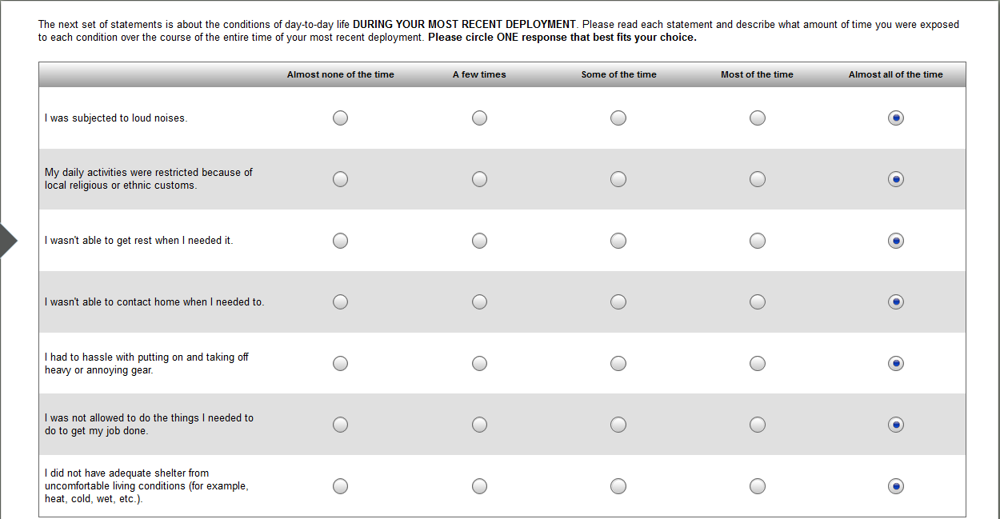 The next set of statements is about the conditions of day-to-day life DURING YOUR MOST RECENT DEPLOYMENT. Please read each statement and describe what amount of time you were exposed
to each condition over the course of the entire time of your most recent deployment. Please circle ONE response that best fits your choice.
Almost none of the time A few times Some of the time Most of the time Almost all of the time
I was subjected to loud noises.
My daily activities were restricted because of
local religious or ethnic customs.
I wasn't able to get rest when I needed it.
I wasn't able to contact home when I needed to.
I had to hassle with putting on and taking off
heavy or annoying gear.
I was not allowed to do the things I needed to
do to get my job done.
I did not have adequate shelter from
uncomfortable living conditions (for example,
heat, cold, wet, etc.).